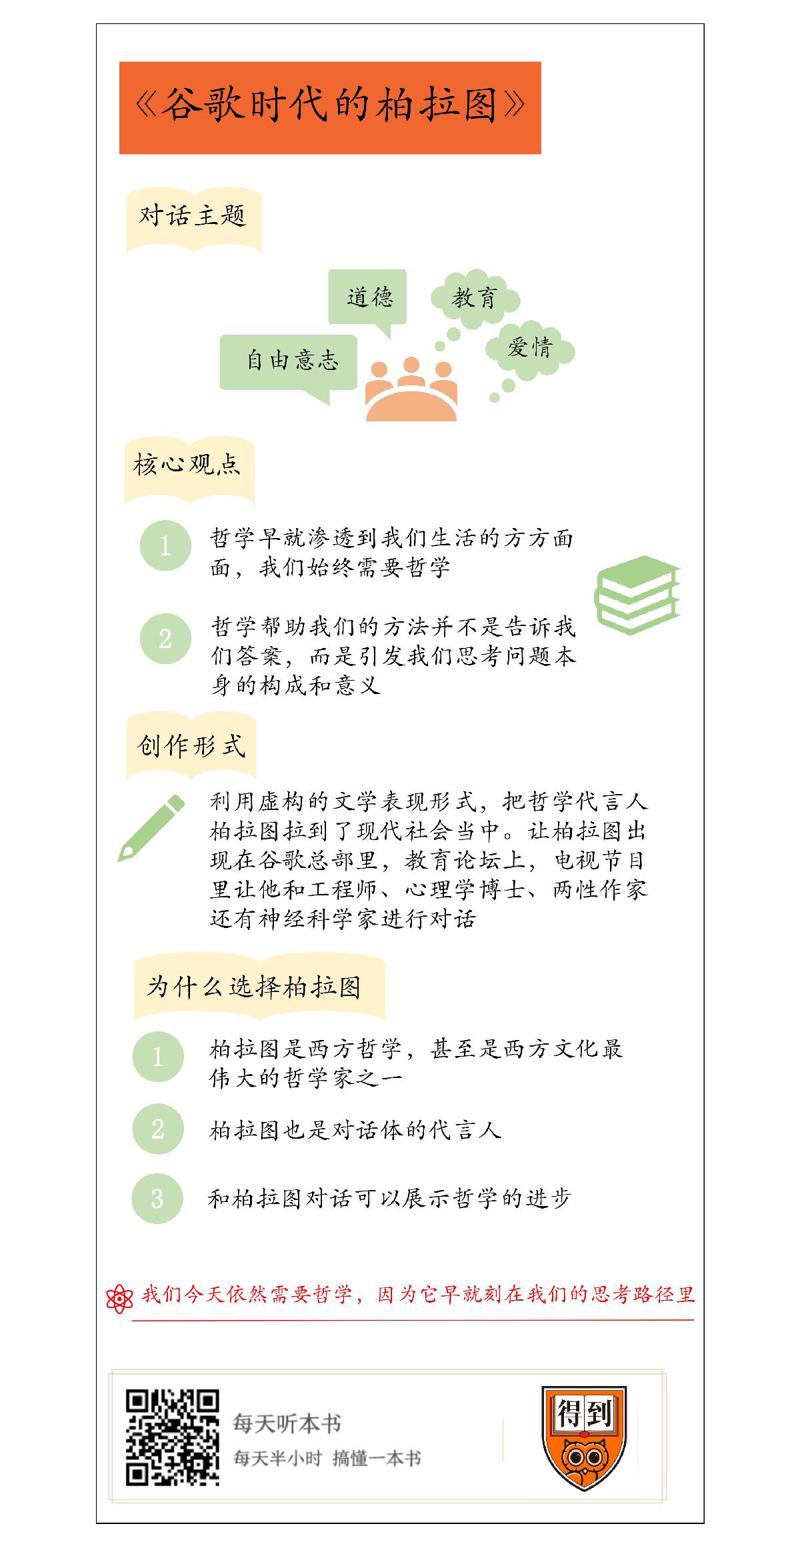 《谷歌时代的柏拉图》
对话主题
道德
教育
爱情
自由意志
核心观点
1
哲学早就渗透到我们生活的方方面
面，我们始终需要哲学
2
哲学帮助我们的方法并不是告诉我
们答案，而是引发我们思考问题本
身的构成和意义
创作形式
利用虚构的文学表现形式，把哲学代言人
柏拉图拉到了现代社会当中。让柏拉图出
现在谷歌总部里，教育论坛上，电视节目
里让他和工程师、心理学博士、两性作家
还有神经科学家进行对话
为什么选择柏拉图
1
柏拉图是西方哲学，甚至是西方文化最
伟大的哲学家之一
2
柏拉图也是对话体的代言人
3
和柏拉图对话可以展示哲学的进步
我们今天依然需要哲学，因为它早就刻在我们的思考路径里
每天听本书
每天半小时 搞懂一本书
得到